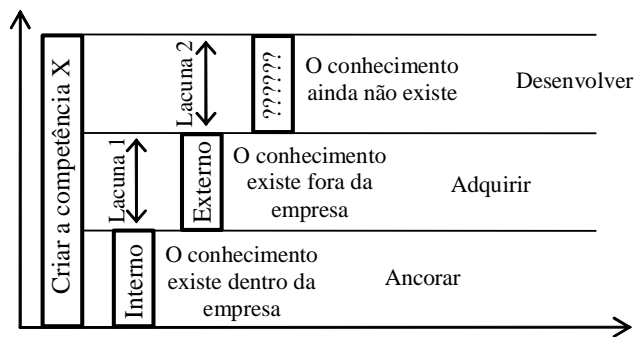 Criar a competência X
Lacuna 2
??????
O conhecimento
ainda não existe
Desenvolver
Lacuna 1
Externo
O conhecimento
existe fora da
empresa
Adquirir
Interno
O conhecimento
existe dentro da
empresa
Ancorar